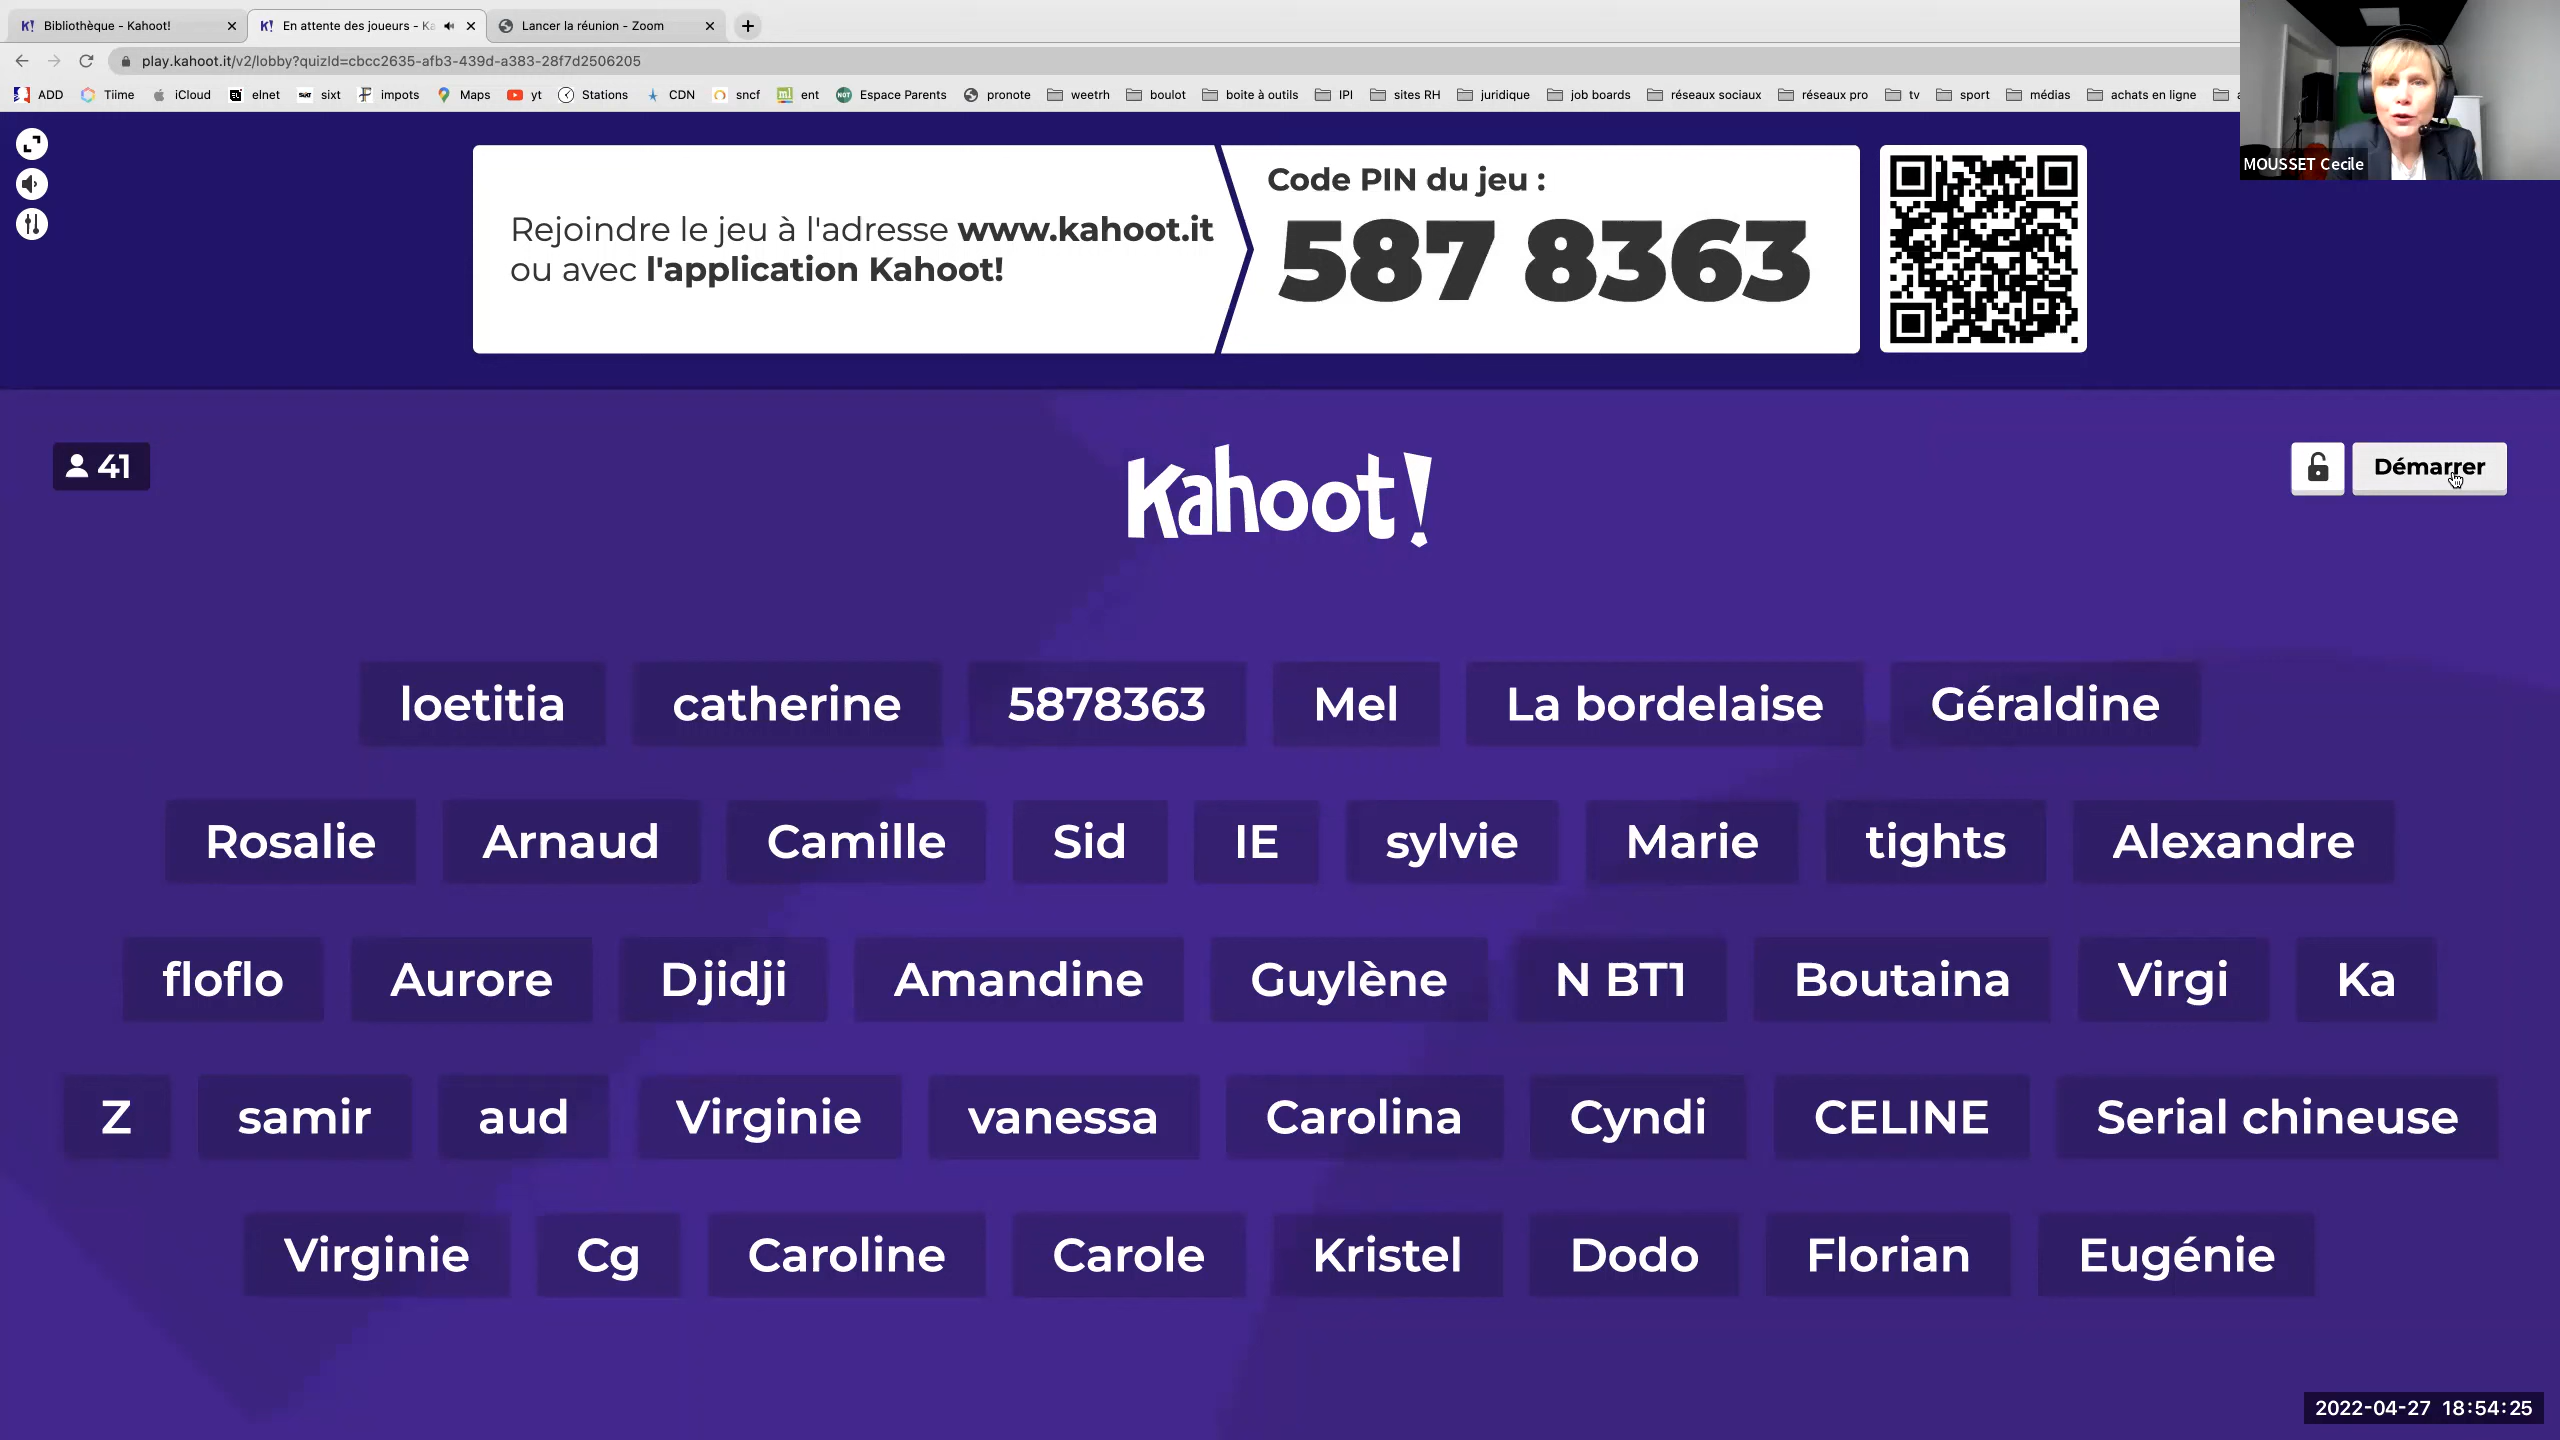 Bibliothèque - Kahoot!
En attente des joueurs - Ka
Lancer la réunion - Zoom
play.kahoot.it/v2/lobby?quizId=cbcc2635-afb3-439d-a383-28f7d2506205
ADD Tiime iCloud elnet sixt impots Maps yt Stations CDN sncf ent Espace Parents pronote weetrh boulot boite à outils IPI sites RH juridique job boards réseaux sociaux réseaux pro tv sport médias achats en ligne
MOUSSET Cecile
Rejoindre le jeu à l'adresse www.kahoot.it
ou avec l'application Kahoot!
Code PIN du jeu :
587 8363
41
Kahoot!
Démarrer
loetitia catherine 5878363 Mel La bordelaise Géraldine
Rosalie Arnaud Camille Sid IE sylvie Marie tights Alexandre
floflo Aurore Djidji Amandine Guylène N BT1 Boutaina Virgi Ka
Z samir aud Virginie vanessa Carolina Cyndi CELINE Serial chineuse
Virginie Cg Caroline Carole Kristel Dodo Florian Eugénie
2022-04-27 18:54:25